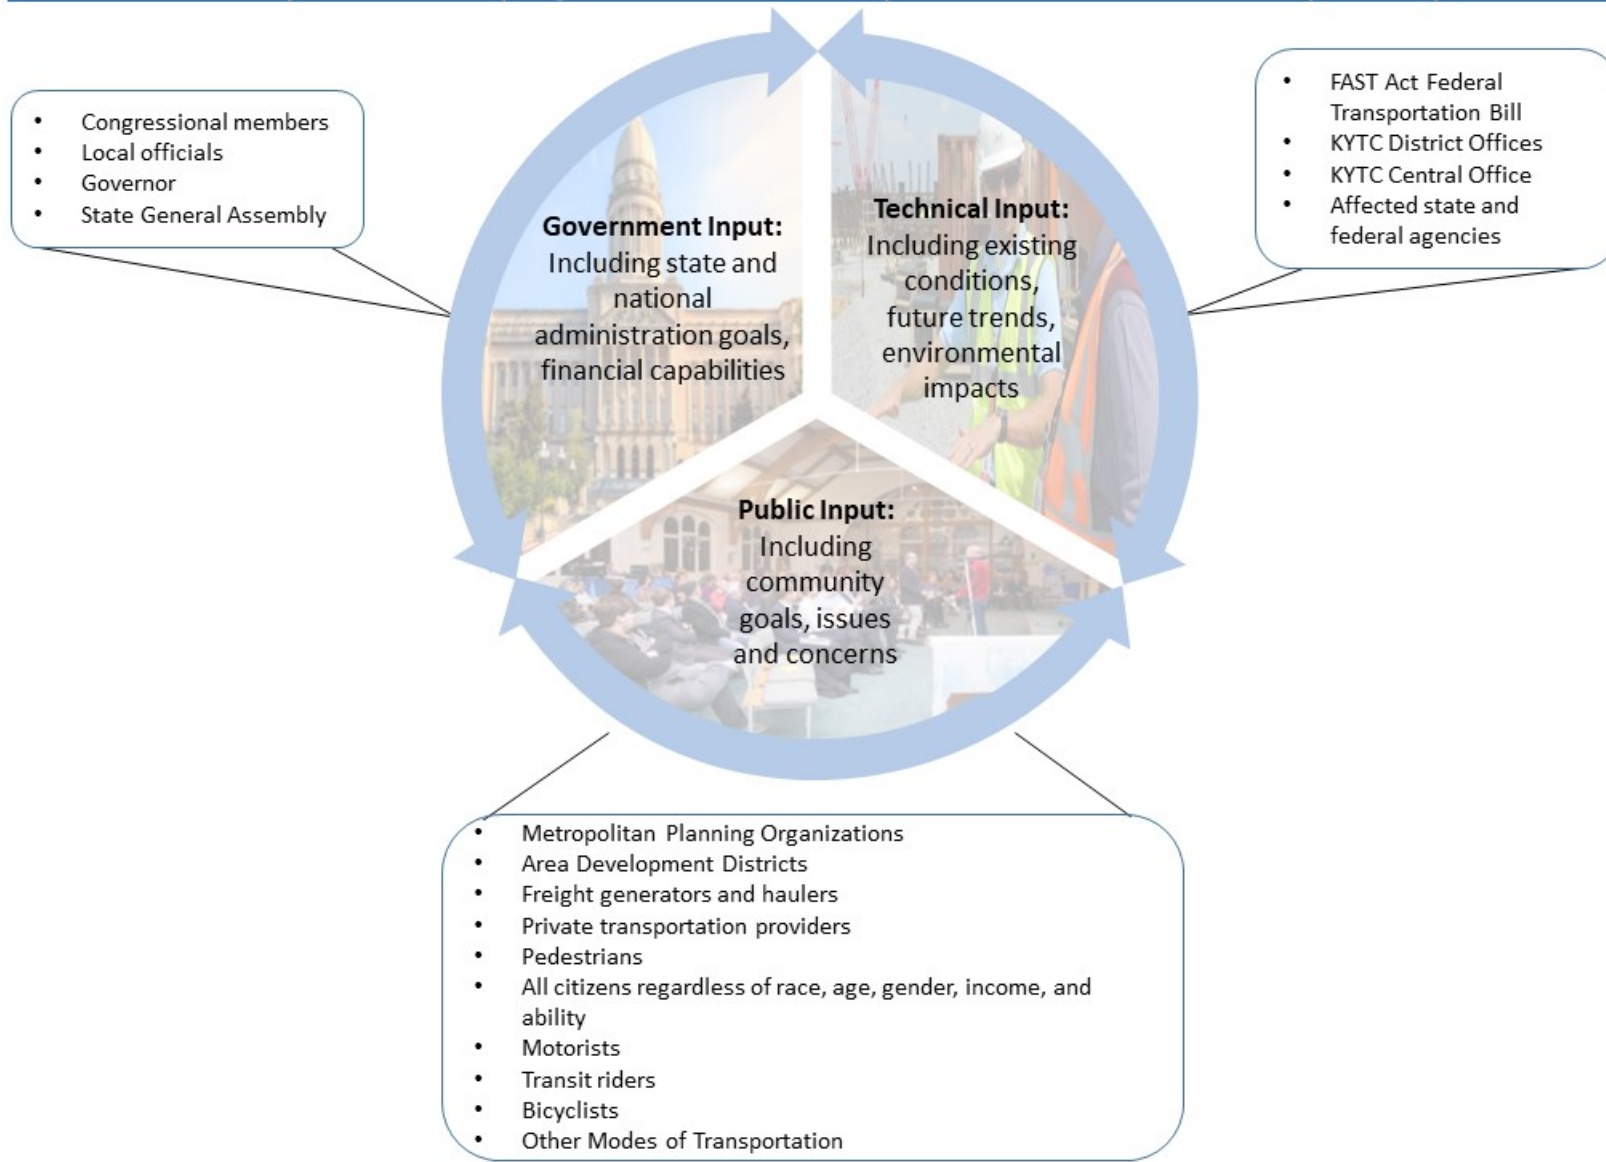 • Congressional members
• Local officials
• Governor
• State General Assembly
• FAST Act Federal
Transportation Bill
• KYTC District Offices
• KYTC Central Office
• Affected state and
federal agencies
Government Input:
Including state and
national
administration goals,
financial capabilities
Technical Input:
Including existing
conditions,
future trends,
environmental
impacts
Public Input:
Including
community
goals, issues
and concerns
• Metropolitan Planning Organizations
• Area Development Districts
• Freight generators and haulers
• Private transportation providers
• Pedestrians
• All citizens regardless of race, age, gender, income, and
ability
• Motorists
• Transit riders
• Bicyclists
• Other Modes of Transportation